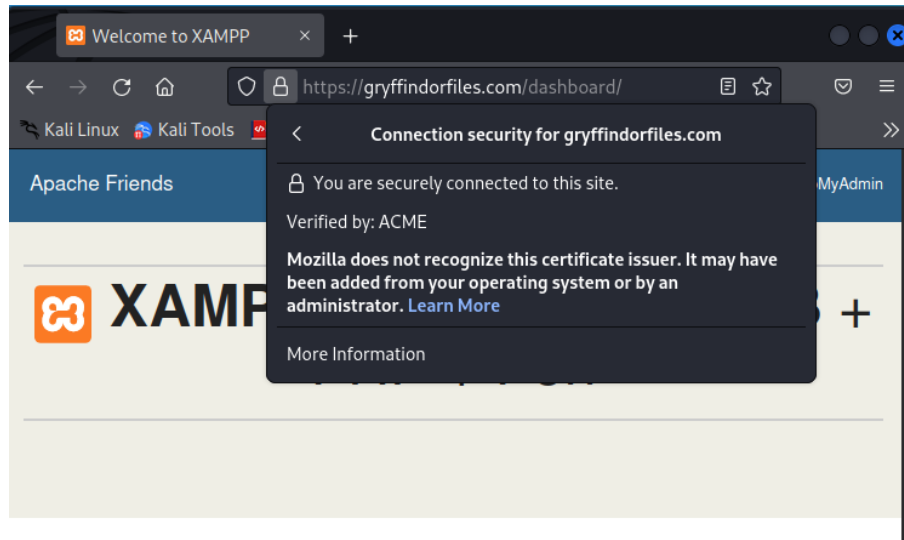 Welcome to XAMPP
https://gryffindorfiles.com/dashboard/
Kali Linux Kali Tools
Connection security for gryffindorfiles.com
Apache Friends
You are securely connected to this site.
MyAdmin
Verified by: ACME
Mozilla does not recognize this certificate issuer. It may have
been added from your operating system or by an
administrator. Learn More
XAMPP +
More Information